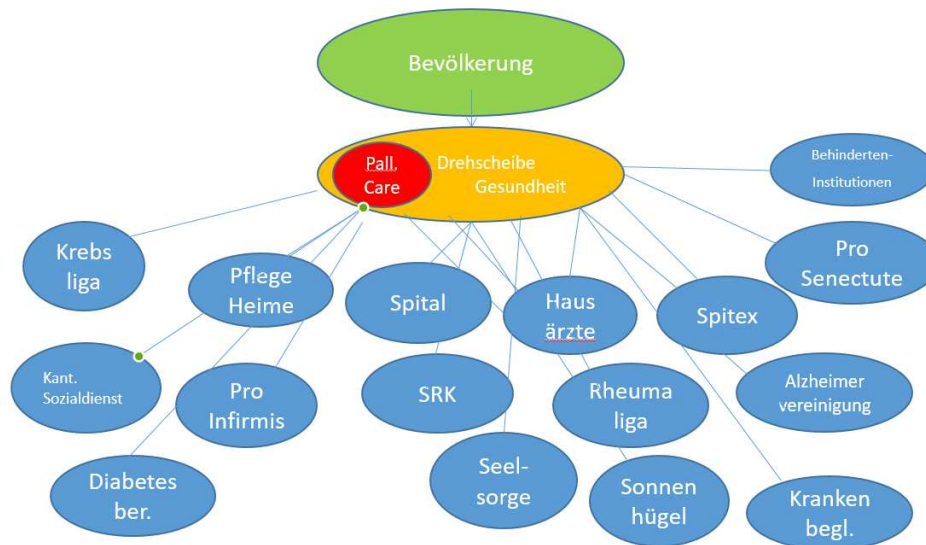 Bevölkerung
Pall.
Care
Drehscheibe
Gesundheit
Behinderten-
Institutionen
Krebs
liga
Pflege
Heime
Spital
Haus
ärzte
Spitex
Pro
Senectute
Kant.
Sozialdienst
Pro
Infirmis
SRK
Rheuma
liga
Alzheimer
vereinigung
Diabetes
ber.
Seel-
sorge
Sonnen
hügel
Kranken
begl.